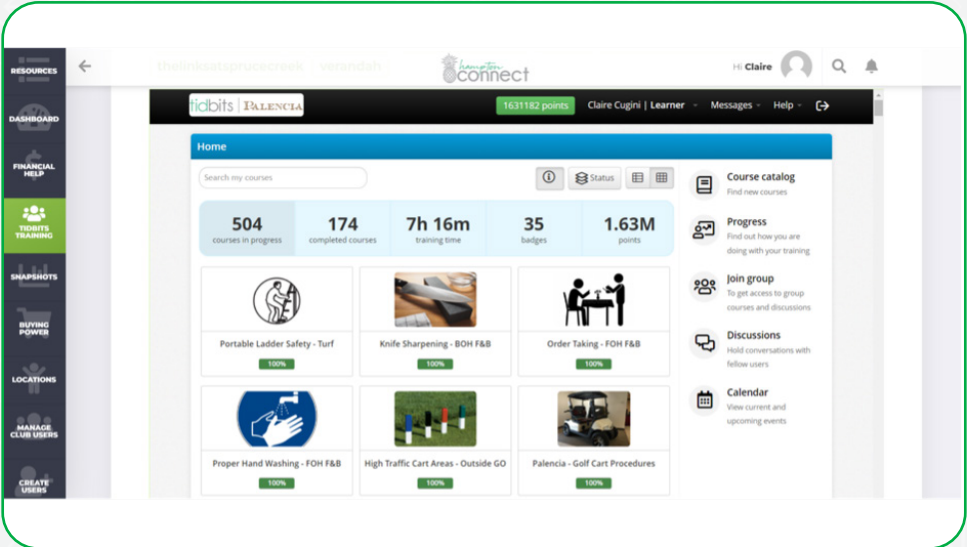 RESOURCES
DASHBOARD
FINANCIAL
HELP
TIDBITS
TRAINING
SNAPSHOTS
BUYING
POWER
LOCATIONS
MANAGE
CLUB USERS
CREATE
USERS
thelinksatsprucecreek verandah
hampton
connect
Hi Claire
tidbits | PALENCIA
1631182 points
Claire Cugini | Learner
Messages
Help
Home
Search my courses
Status
504
courses in progress
174
completed courses
7h 16m
training time
35
badges
1.63M
points
Portable Ladder Safety - Turf
100%
Knife Sharpening - BOH F&B
100%
Order Taking - FOH F&B
100%
Proper Hand Washing - FOH F&B
100%
High Traffic Cart Areas - Outside GO
100%
Palencia - Golf Cart Procedures
100%
Course catalog
Find new courses
Progress
Find out how you are
doing with your training
Join group
To get access to group
courses and discussions
Discussions
Hold conversations with
fellow users
Calendar
View current and
upcoming events